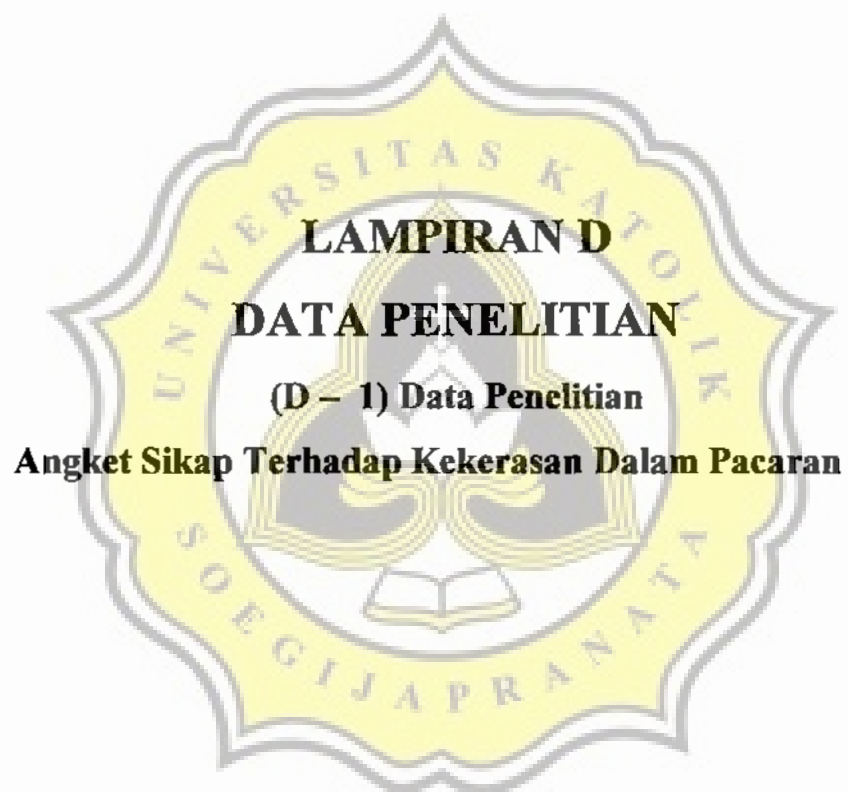 UNIVERSITAS KATOLIK
LAMPIRAN D
DATA PENELITIAN
(D – 1) Data Penelitian
Angket Sikap Terhadap Kekerasan Dalam Pacaran
SOEGIJAPRANATA